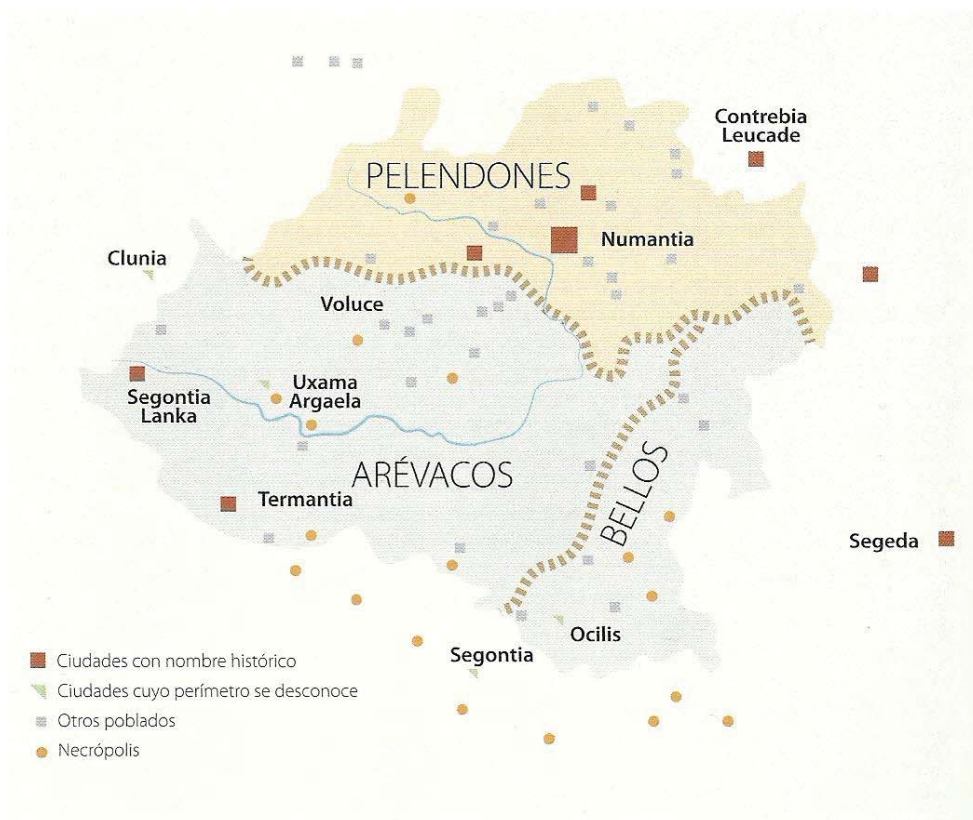 Contrebia
Leucade
PELENDONES
Numantia
Clunia
Voluce
Uxama
Argaela
Segontia
Lanka
ARÉVACOS
BELLOS
Termantia
Segeda
Ocilis
Segontia
Ciudades con nombre histórico
Ciudades cuyo perímetro se desconoce
Otros poblados
Necrópolis